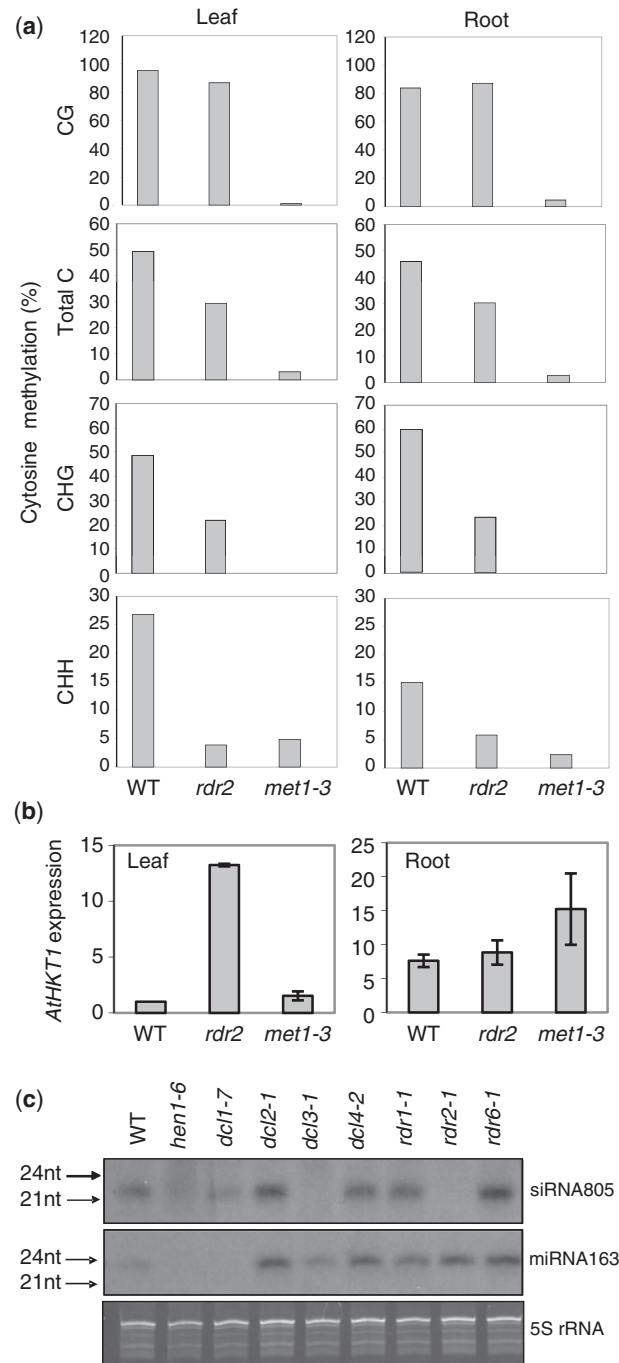 (a)
Leaf Root
Cytosine methylation (%)
CG
120
100
80
60
40
20
0
120
100
80
60
40
20
0
Total C
60
50
40
30
20
10
0
60
50
40
30
20
10
0
CHG
70
60
50
40
30
20
10
0
70
60
50
40
30
20
10
0
CHH
30
25
20
15
10
5
0
30
25
20
15
10
5
0
WT rdr2 met1-3 WT rdr2 met1-3
(b)
AtHKT1 expression
Leaf
15
10
5
0
WT rdr2 met1-3
Root
25
20
15
10
5
0
WT rdr2 met1-3
(c)
WT hen1-6 dcl1-7 dcl2-1 dcl3-1 dcl4-2 rdr1-1 rdr2-1 rdr6-1
24nt
21nt
siRNA805
24nt
21nt
miRNA163
5S rRNA